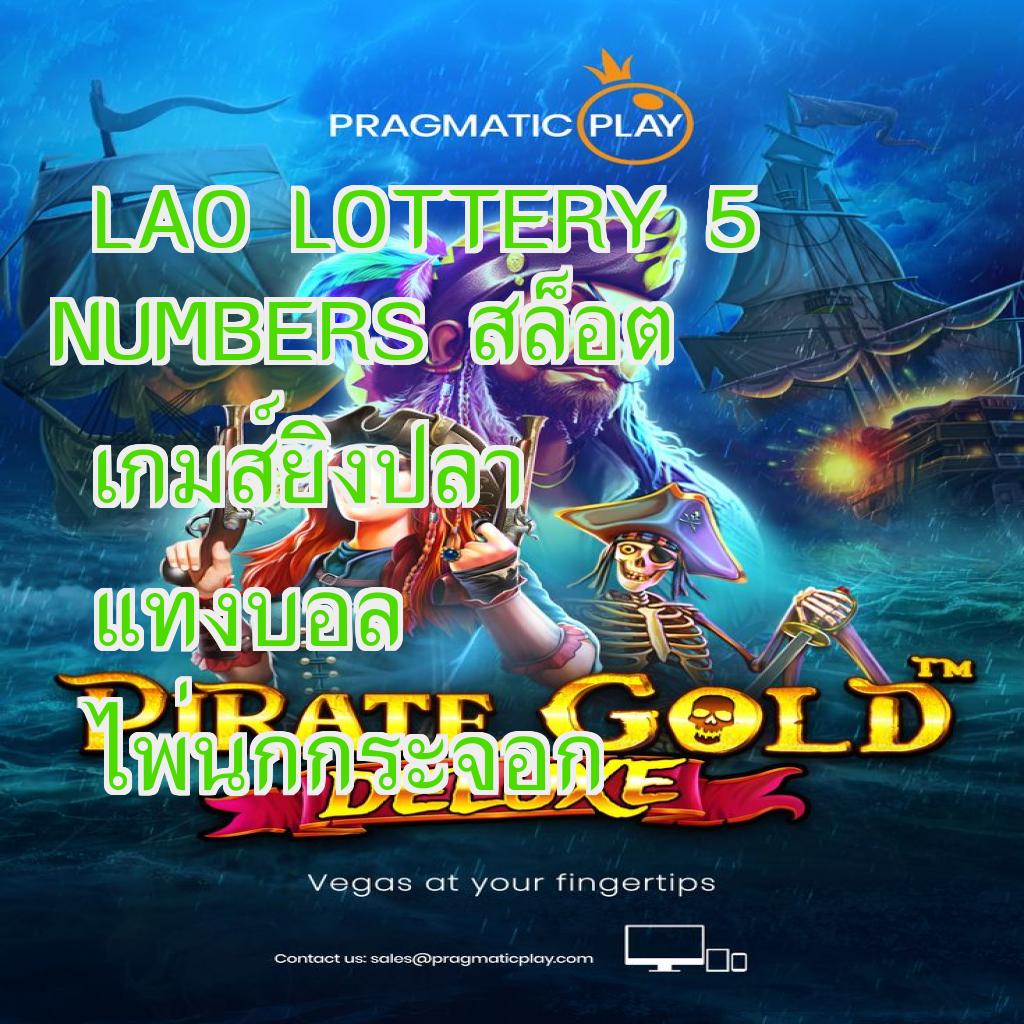 PRAGMATIC PLAY
LAO LOTTERY 5
NUMBERS สล็อต
เกมส์ยิงปลา
แทงบอล
ไพ่นกกระจอก
PIRATE GOLD™
DELUXE
Vegas at your fingertips
Contact us: sales@pragmaticplay.com